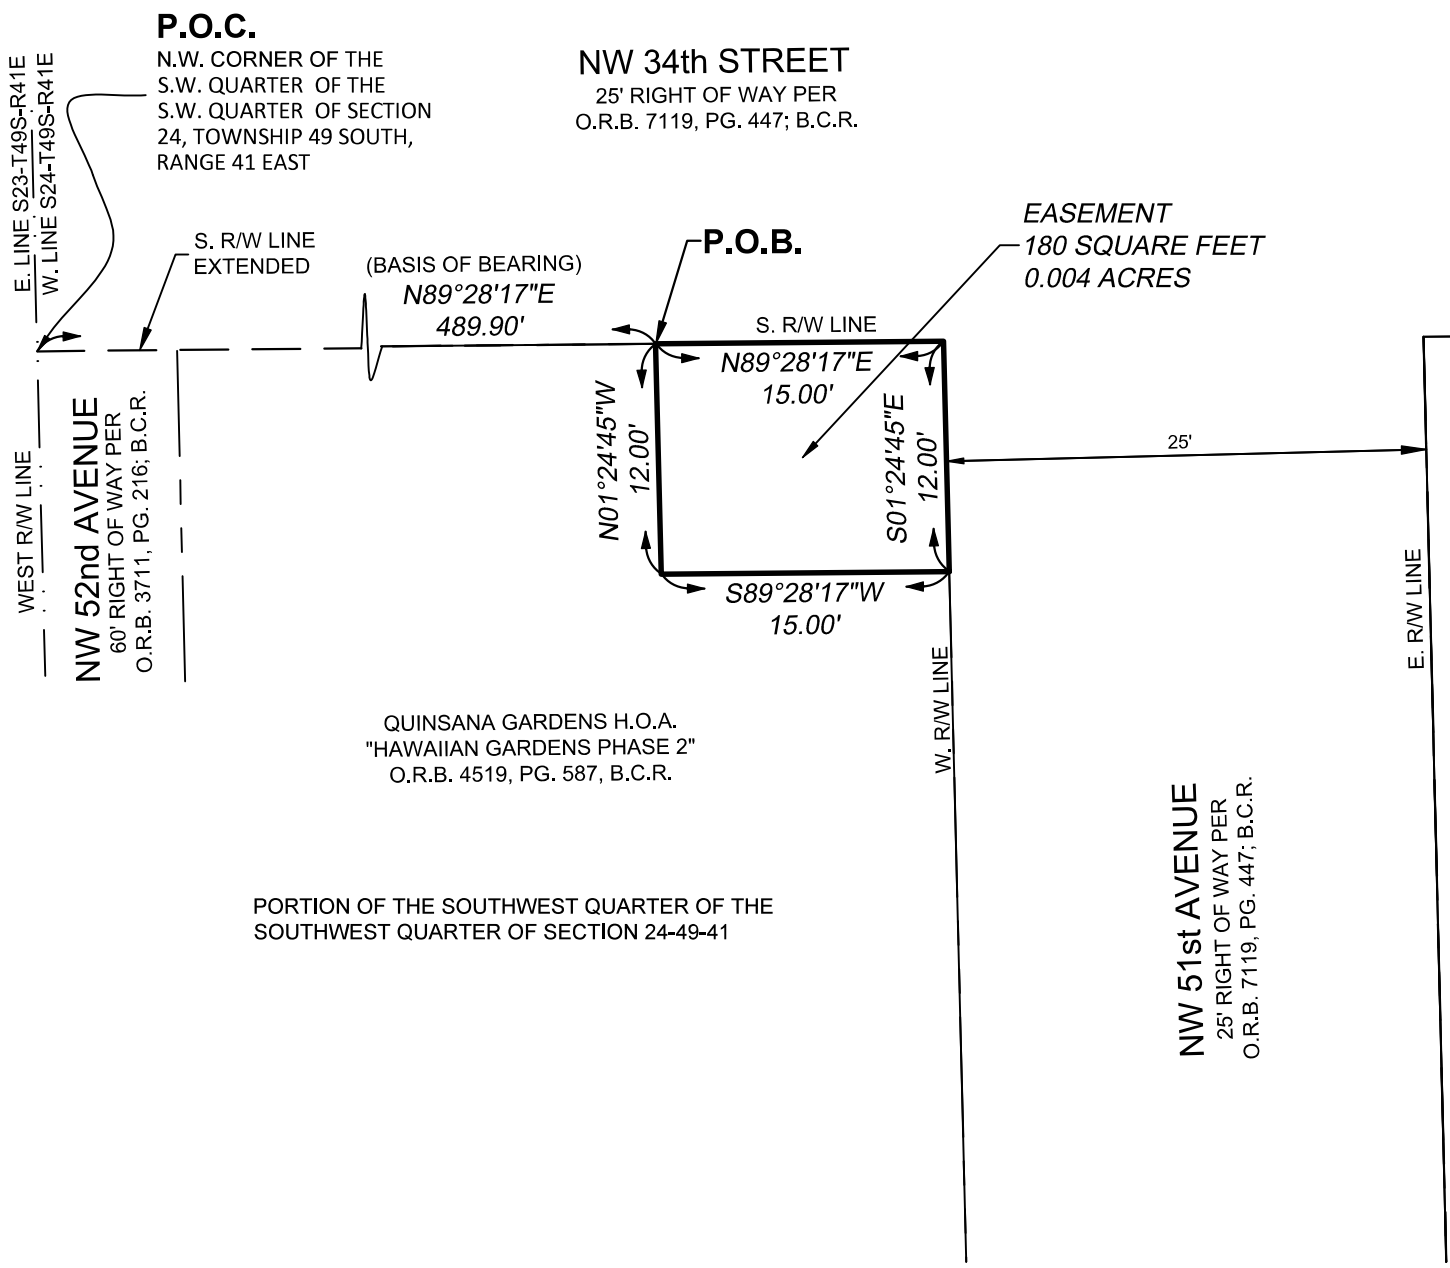 P.O.C.
N.W. CORNER OF THE
S.W. QUARTER OF THE
S.W. QUARTER OF SECTION
24, TOWNSHIP 49 SOUTH,
RANGE 41 EAST
NW 34th STREET
25' RIGHT OF WAY PER
O.R.B. 7119, PG. 447; B.C.R.
E. LINE S23-T49S-R41E
W. LINE S24-T49S-R41E
S. R/W LINE
EXTENDED
(BASIS OF BEARING)
N89°28'17"E
489.90'
P.O.B.
EASEMENT
180 SQUARE FEET
0.004 ACRES
S. R/W LINE
N89°28'17"E
15.00'
N01°24'45"W
12.00'
S01°24'45"E
12.00'
S89°28'17"W
15.00'
25'
WEST R/W LINE
NW 52nd AVENUE
60' RIGHT OF WAY PER
O.R.B. 3711, PG. 216; B.C.R.
W. R/W LINE
E. R/W LINE
QUINSANA GARDENS H.O.A.
"HAWAIIAN GARDENS PHASE 2"
O.R.B. 4519, PG. 587, B.C.R.
PORTION OF THE SOUTHWEST QUARTER OF THE
SOUTHWEST QUARTER OF SECTION 24-49-41
NW 51st AVENUE
25' RIGHT OF WAY PER
O.R.B. 7119, PG. 447; B.C.R.